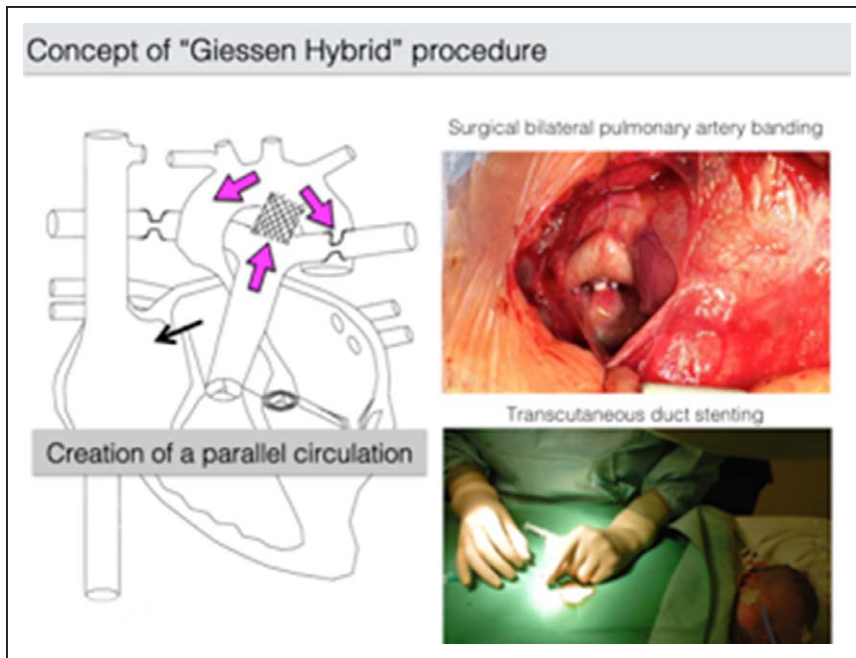 Concept of “Giessen Hybrid” procedure
Surgical bilateral pulmonary artery banding
Transcutaneous duct stenting
Creation of a parallel circulation